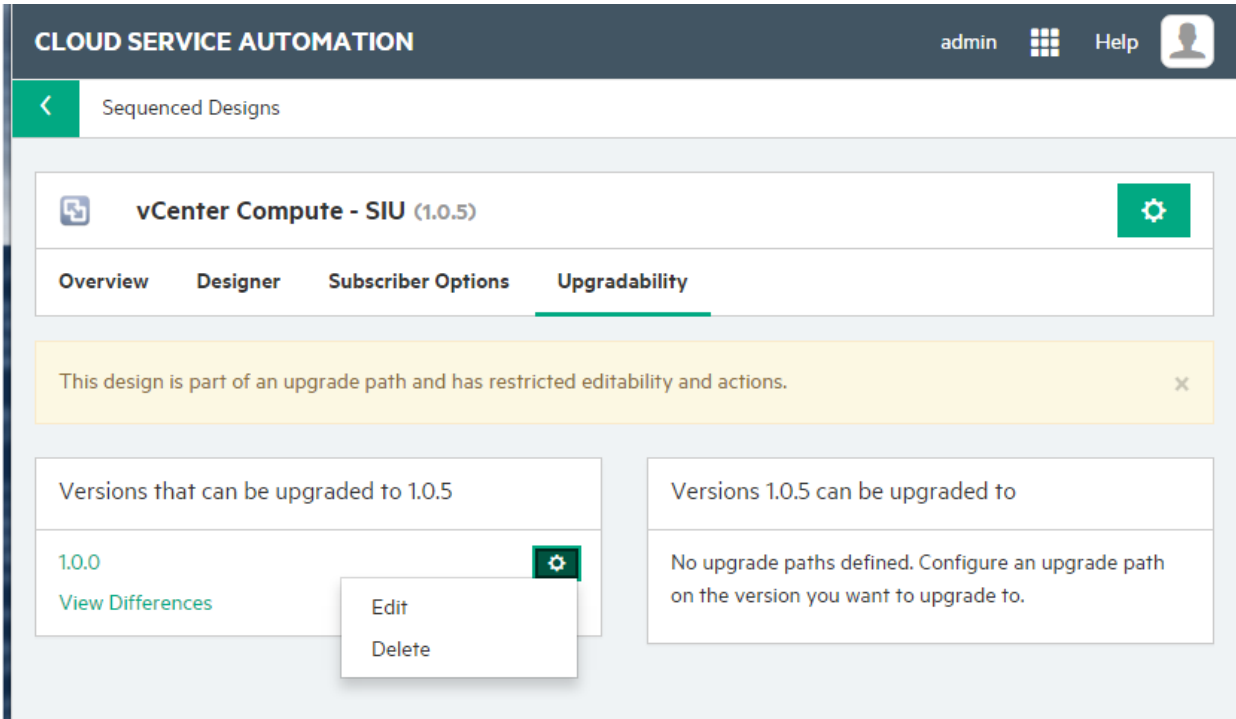 CLOUD SERVICE AUTOMATION
admin
Help
Sequenced Designs
vCenter Compute - SIU (1.0.5)
Overview Designer Subscriber Options Upgradability
This design is part of an upgrade path and has restricted editability and actions. ×
Versions that can be upgraded to 1.0.5
1.0.0
View Differences
Edit
Delete
Versions 1.0.5 can be upgraded to
No upgrade paths defined. Configure an upgrade path
on the version you want to upgrade to.